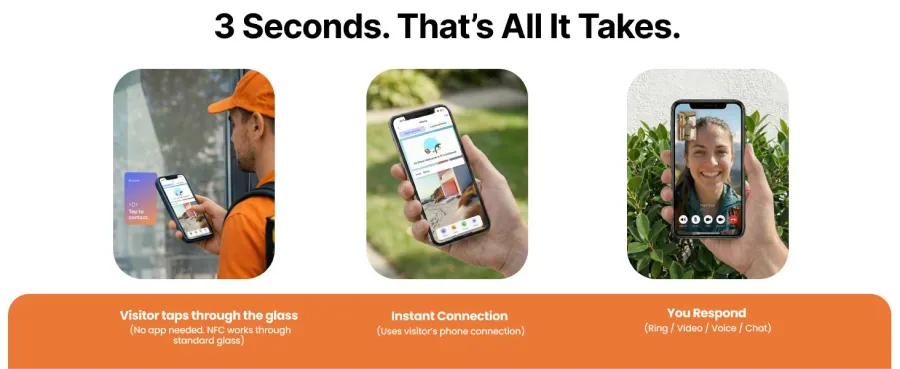 3 Seconds. That’s All It Takes.
Tap to
contact.
Visitor taps through the glass
(No app needed. NFC works through
standard glass)
Instant Connection
(Uses visitor’s phone connection)
You Respond
(Ring / Video / Voice / Chat)